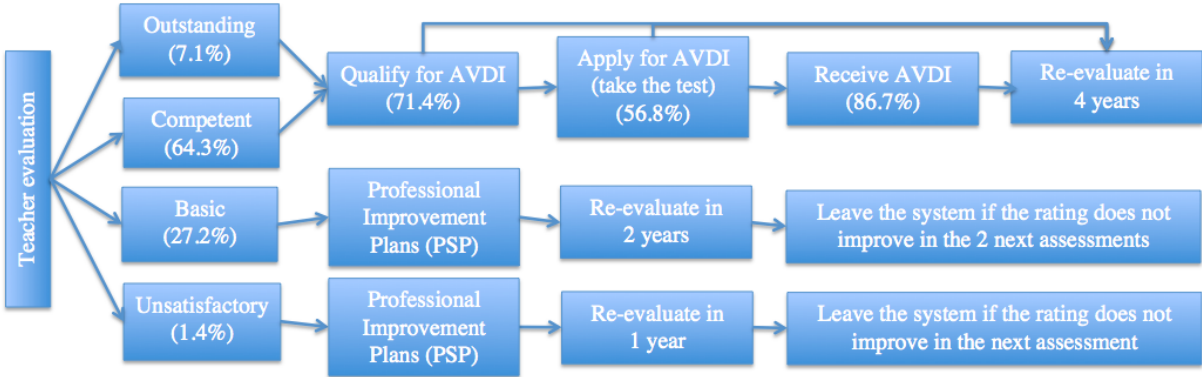 Teacher evaluation
Outstanding
(7.1%)
Competent
(64.3%)
Qualify for AVDI
(71.4%)
Apply for AVDI
(take the test)
(56.8%)
Receive AVDI
(86.7%)
Re-evaluate in
4 years
Basic
(27.2%)
Professional
Improvement
Plans (PSP)
Re-evaluate in
2 years
Leave the system if the rating does not
improve in the 2 next assessments
Unsatisfactory
(1.4%)
Professional
Improvement
Plans (PSP)
Re-evaluate in
1 year
Leave the system if the rating does not
improve in the next assessment